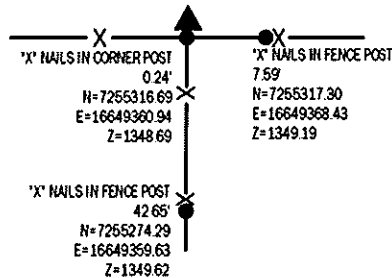 "X" NAILS IN CORNER POST
0.24'
N=7255316.69
E=16649360.94
Z=1348.69
"X" NAILS IN FENCE POST
7.59'
N=7255317.30
E=16649368.43
Z=1349.19
"X" NAILS IN FENCE POST
42.65'
N=7255274.29
E=16649359.63
Z=1349.62